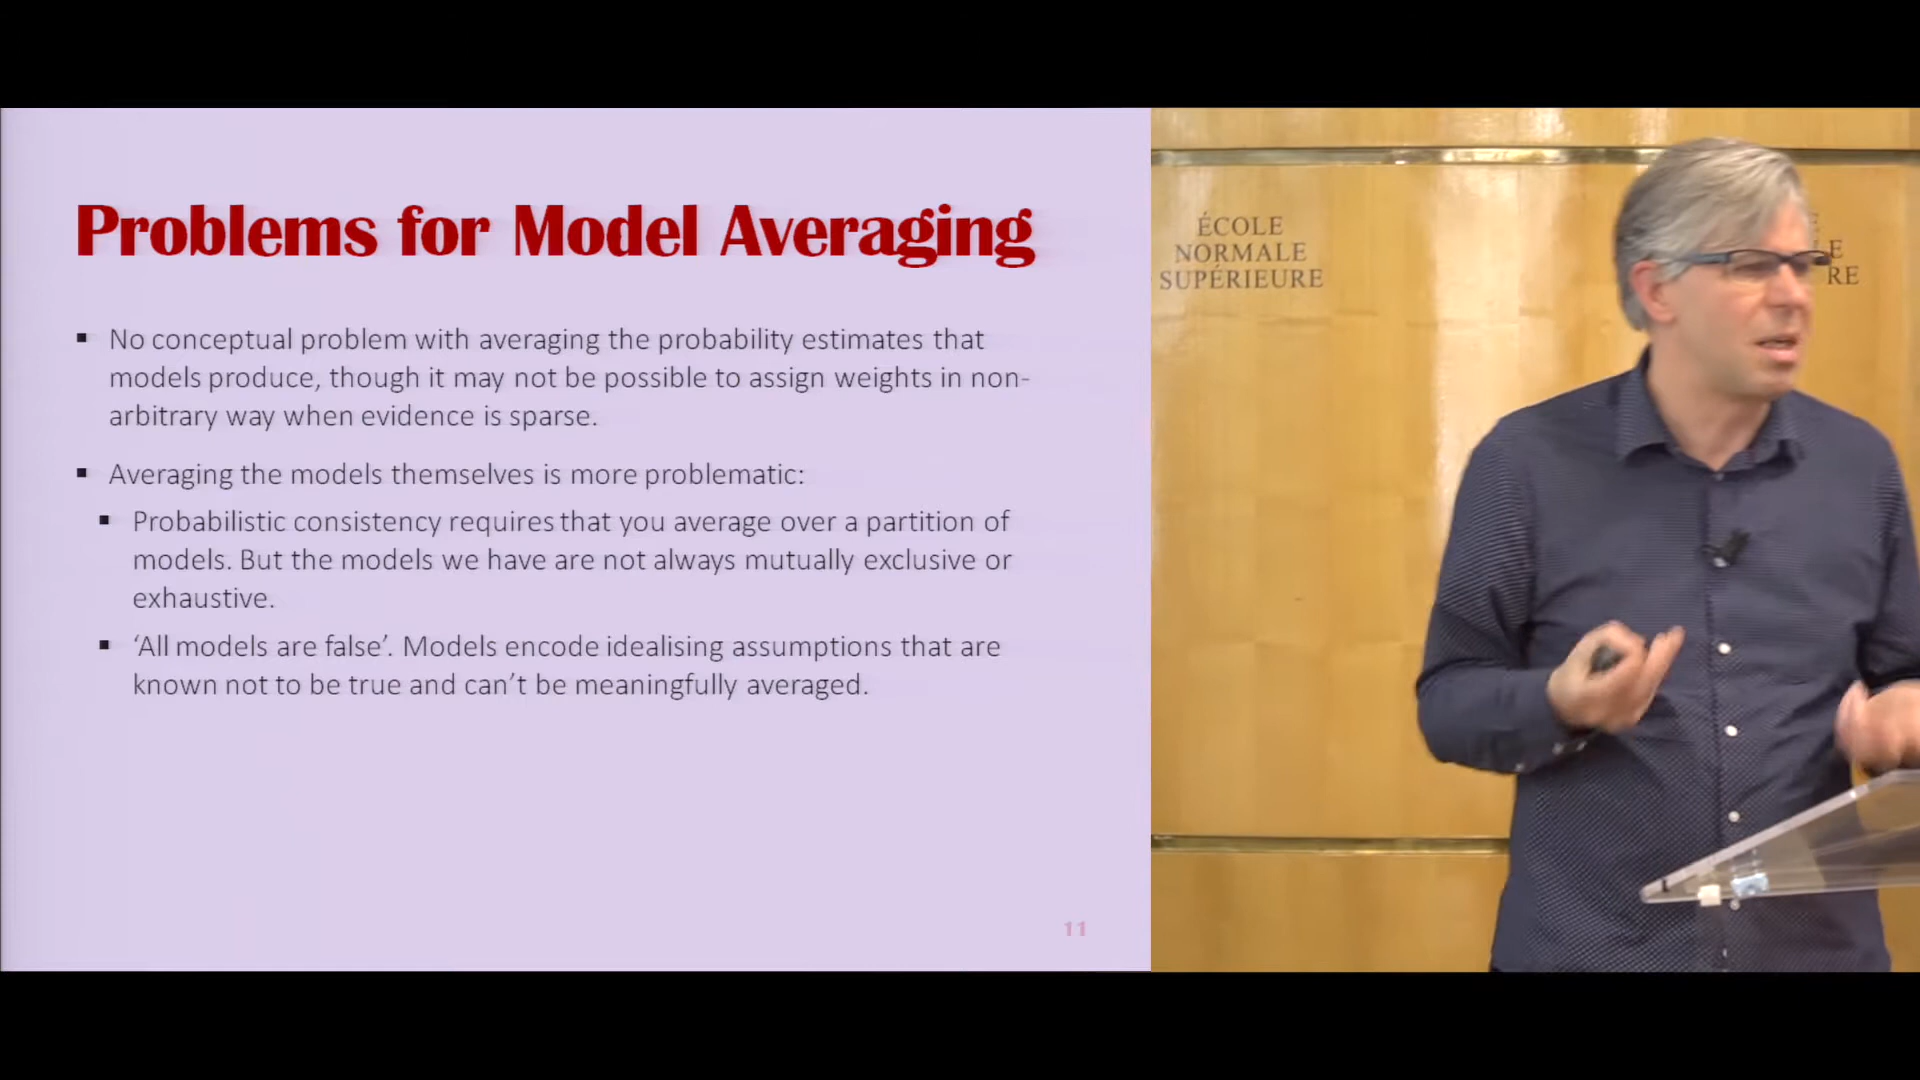 Problems for Model Averaging
▪ No conceptual problem with averaging the probability estimates that
models produce, though it may not be possible to assign weights in non-
arbitrary way when evidence is sparse.
▪ Averaging the models themselves is more problematic:
▪ Probabilistic consistency requires that you average over a partition of
models. But the models we have are not always mutually exclusive or
exhaustive.
▪ ‘All models are false’. Models encode idealising assumptions that are
known not to be true and can’t be meaningfully averaged.
11
ÉCOLE
NORMALE
SUPÉRIEURE
E
LE
RE